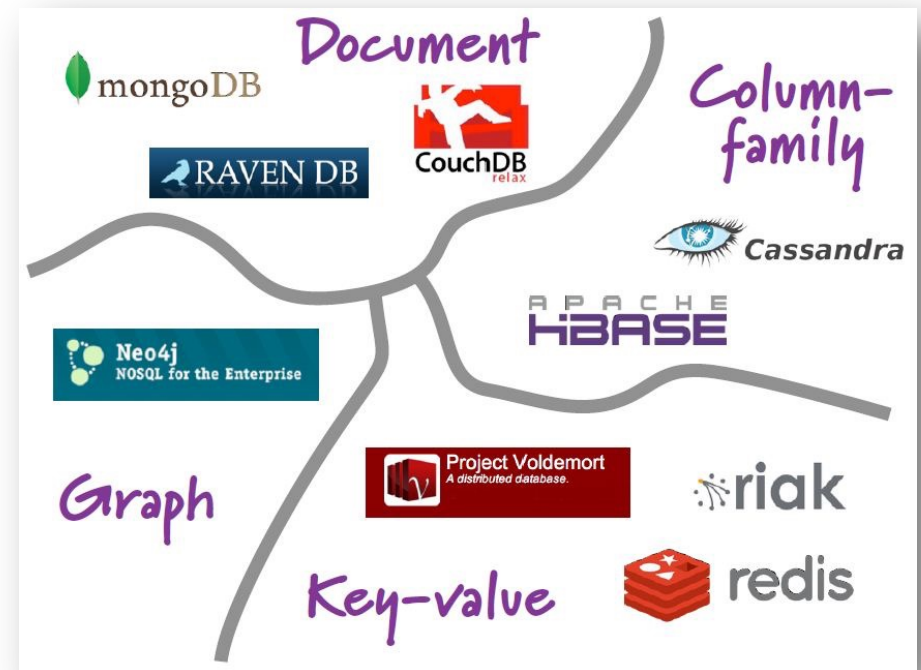 Document
mongoDB
RAVEN DB
CouchDB
relax
Column-
family
Cassandra
APACHE
HBASE
Neo4j
NOSQL for the Enterprise
Graph
Project Voldemort
A distributed database.
V
riak
redis
Key-value